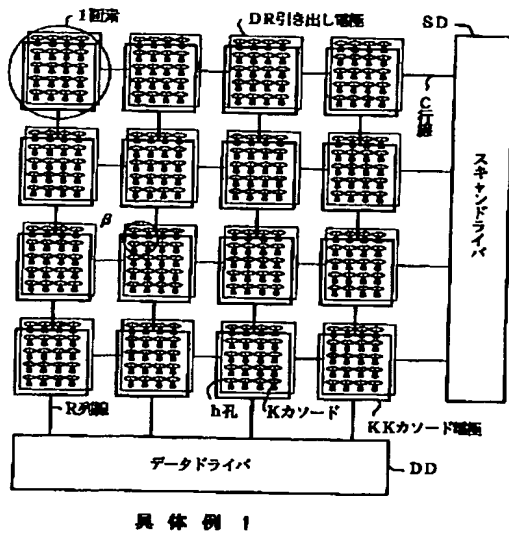 1画素
DR引き出し電極
SD
C行線
スキャンドライバ
β
R列線
h孔
Kカソード
KKカソード電極
データドライバ
DD
具体例 1